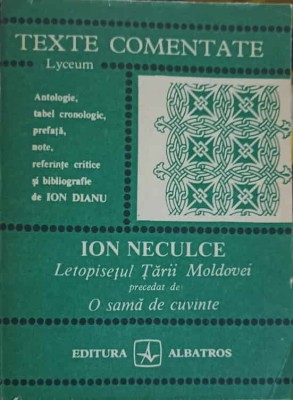 TEXTE COMENTATE
Lyceum
Antologie,
tabel cronologic,
prefață,
note,
referințe critice
și bibliografie
de ION DIANU
ION NECULCE
Letopisețul Țării Moldovei
precedat de
O samă de cuvinte
EDITURA ALBATROS